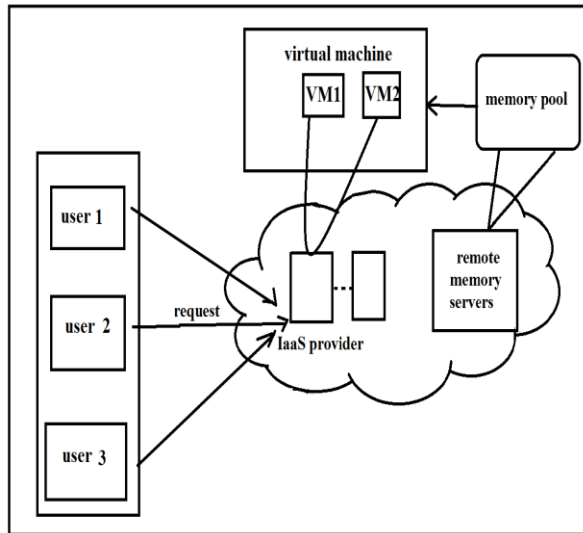 virtual machine
VM1
VM2
memory pool
user 1
user 2
user 3
request
IaaS provider
remote
memory
servers